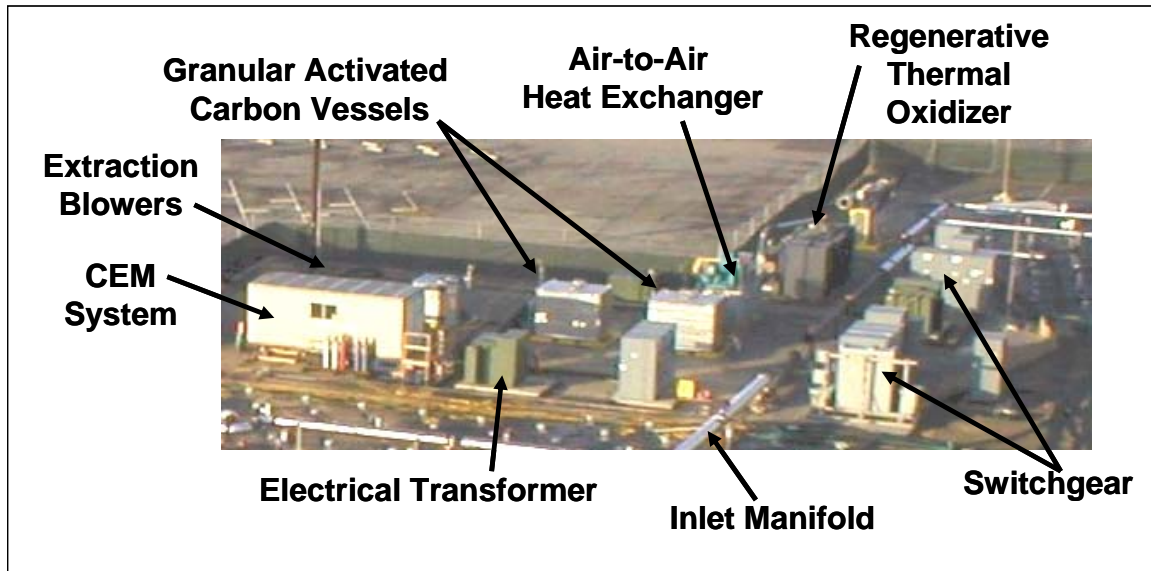 Granular Activated
Carbon Vessels
Air-to-Air
Heat Exchanger
Regenerative
Thermal
Oxidizer
Extraction
Blowers
CEM
System
Electrical Transformer
Inlet Manifold
Switchgear